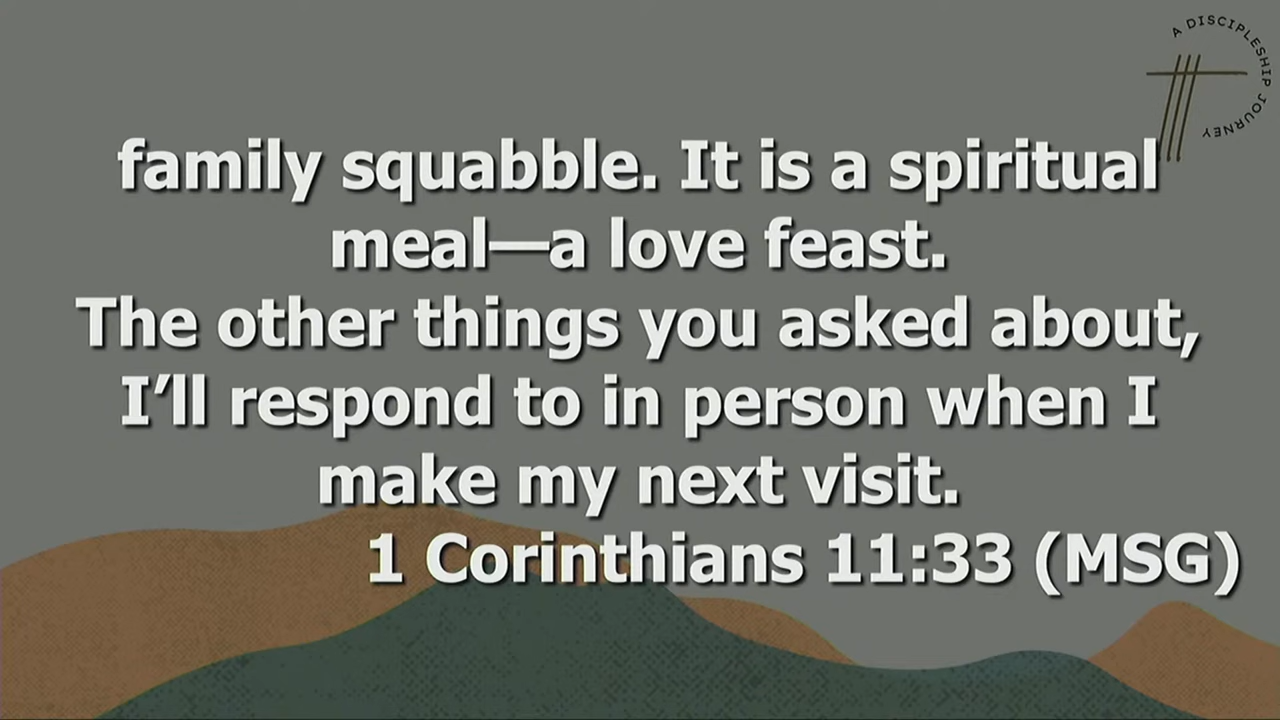 A DISCIPLESHIP JOURNEY
family squabble. It is a spiritual
meal—a love feast.
The other things you asked about,
I’ll respond to in person when I
make my next visit.
1 Corinthians 11:33 (MSG)